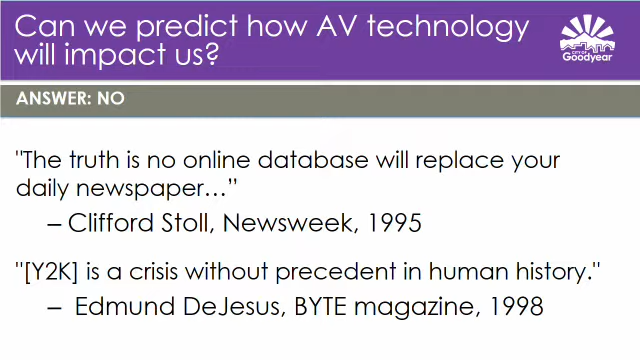 Can we predict how AV technology
will impact us?
CITY OF
Goodyear
ANSWER: NO
"The truth is no online database will replace your
daily newspaper…”
– Clifford Stoll, Newsweek, 1995
"[Y2K] is a crisis without precedent in human history."
– Edmund DeJesus, BYTE magazine, 1998